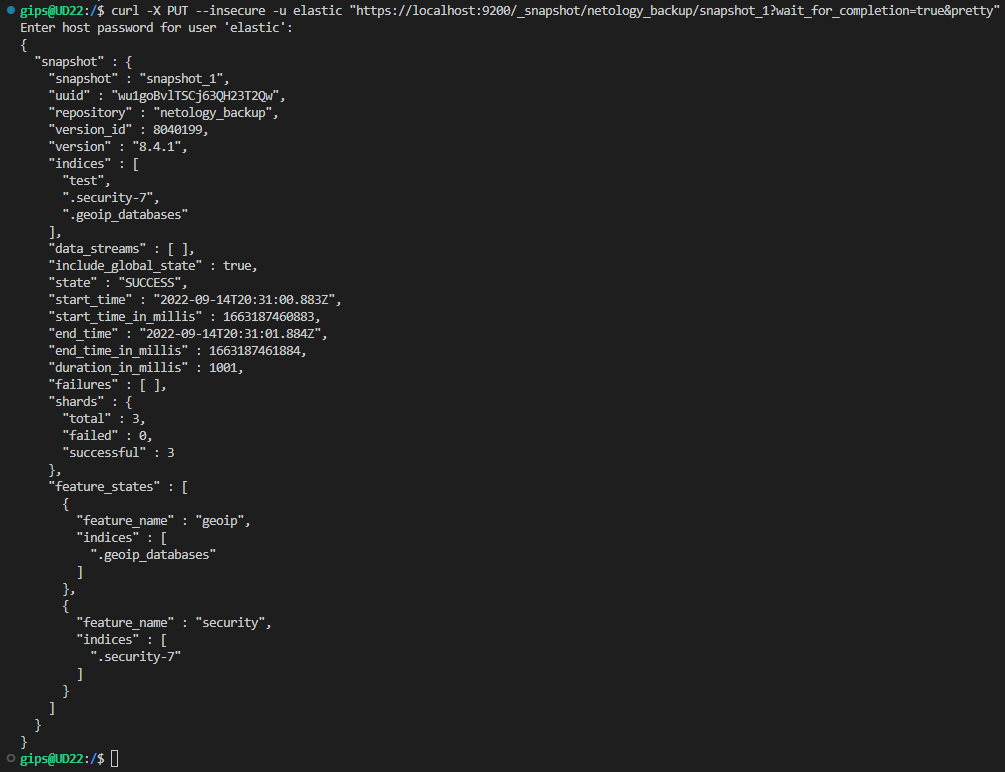 gips@UD22:/$ curl -X PUT --insecure -u elastic "https://localhost:9200/_snapshot/netology_backup/snapshot_1?wait_for_completion=true&pretty"
Enter host password for user 'elastic':
{
  "snapshot" : {
    "snapshot" : "snapshot_1",
    "uuid" : "wu1goBvlTSCj63QH23T2Qw",
    "repository" : "netology_backup",
    "version_id" : 8040199,
    "version" : "8.4.1",
    "indices" : [
      "test",
      ".security-7",
      ".geoip_databases"
    ],
    "data_streams" : [ ],
    "include_global_state" : true,
    "state" : "SUCCESS",
    "start_time" : "2022-09-14T20:31:00.883Z",
    "start_time_in_millis" : 1663187460883,
    "end_time" : "2022-09-14T20:31:01.884Z",
    "end_time_in_millis" : 1663187461884,
    "duration_in_millis" : 1001,
    "failures" : [ ],
    "shards" : {
      "total" : 3,
      "failed" : 0,
      "successful" : 3
    },
    "feature_states" : [
      {
        "feature_name" : "geoip",
        "indices" : [
          ".geoip_databases"
        ]
      },
      {
        "feature_name" : "security",
        "indices" : [
          ".security-7"
        ]
      }
    ]
  }
}
gips@UD22:/$